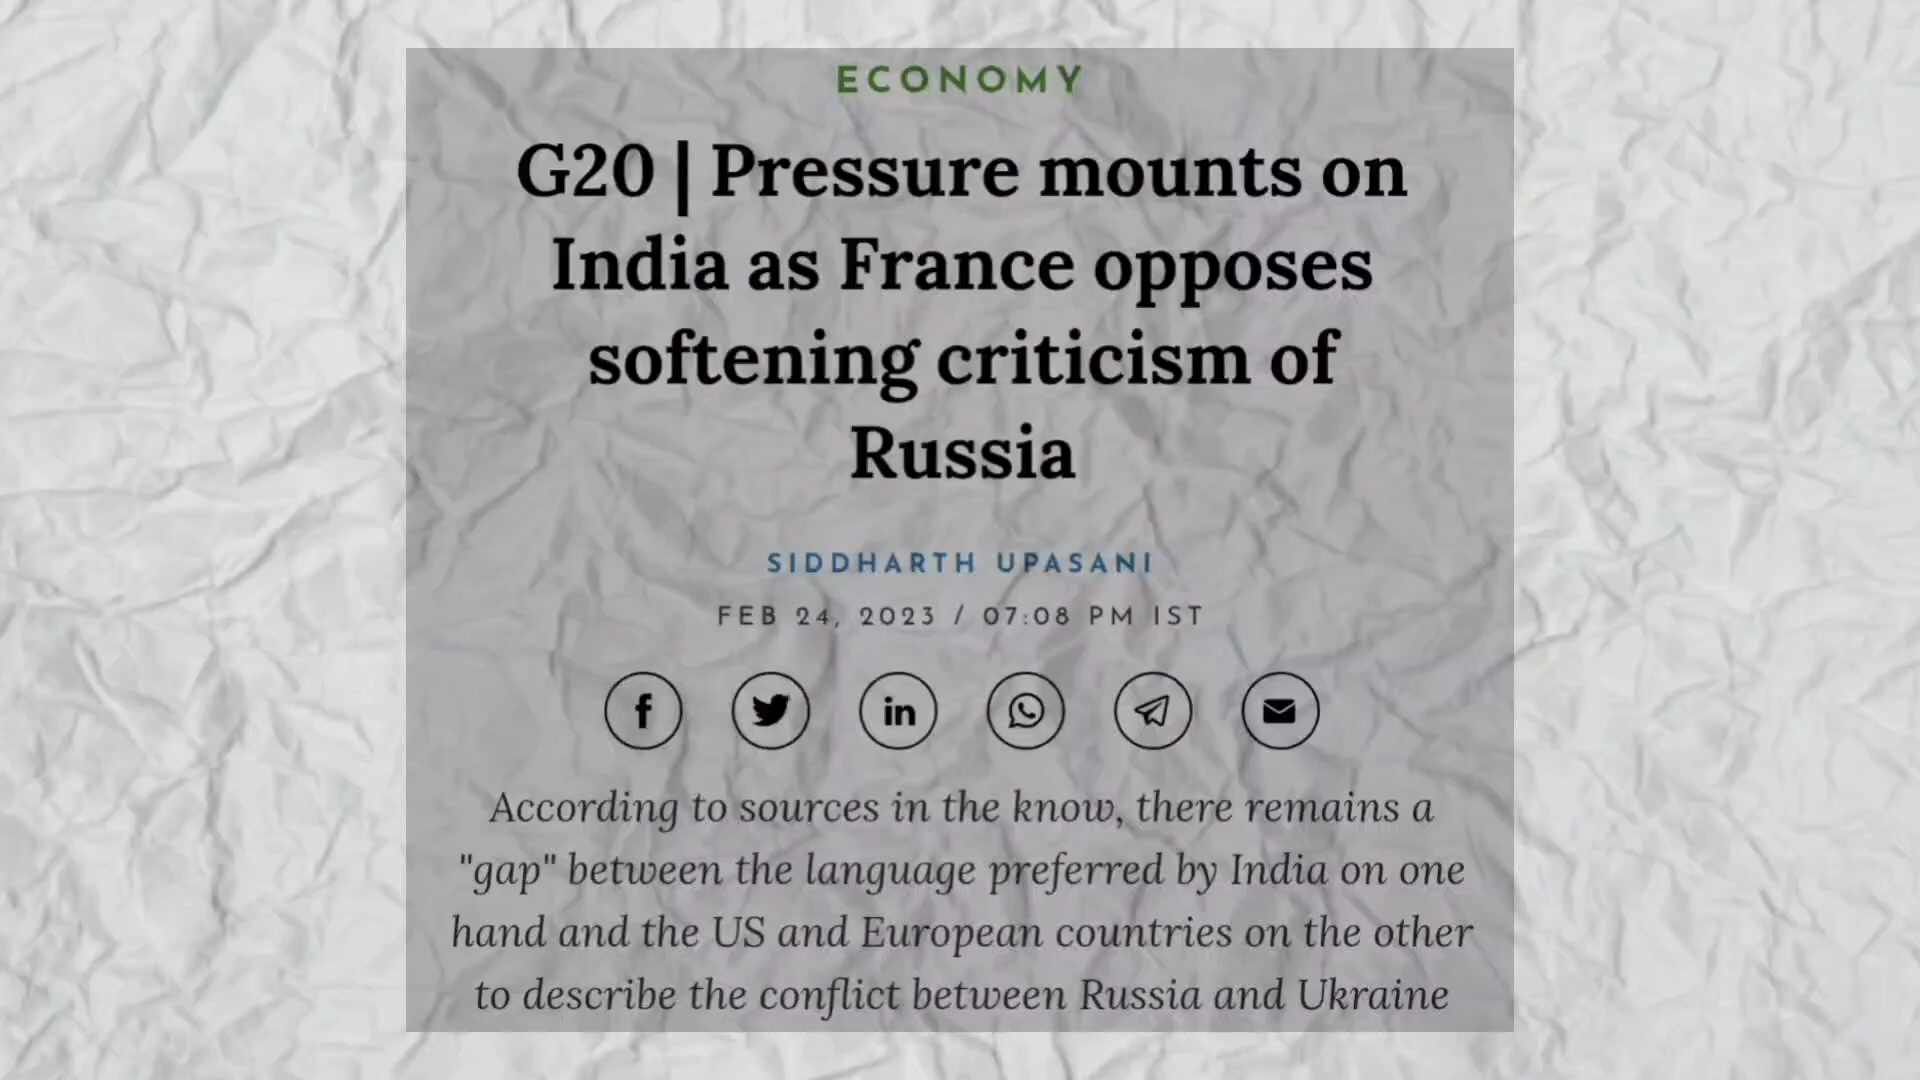 ECONOMY
G20 | Pressure mounts on
India as France opposes
softening criticism of
Russia
SIDDHARTH UPASANI
FEB 24, 2023 / 07:08 PM IST
According to sources in the know, there remains a
"gap" between the language preferred by India on one
hand and the US and European countries on the other
to describe the conflict between Russia and Ukraine